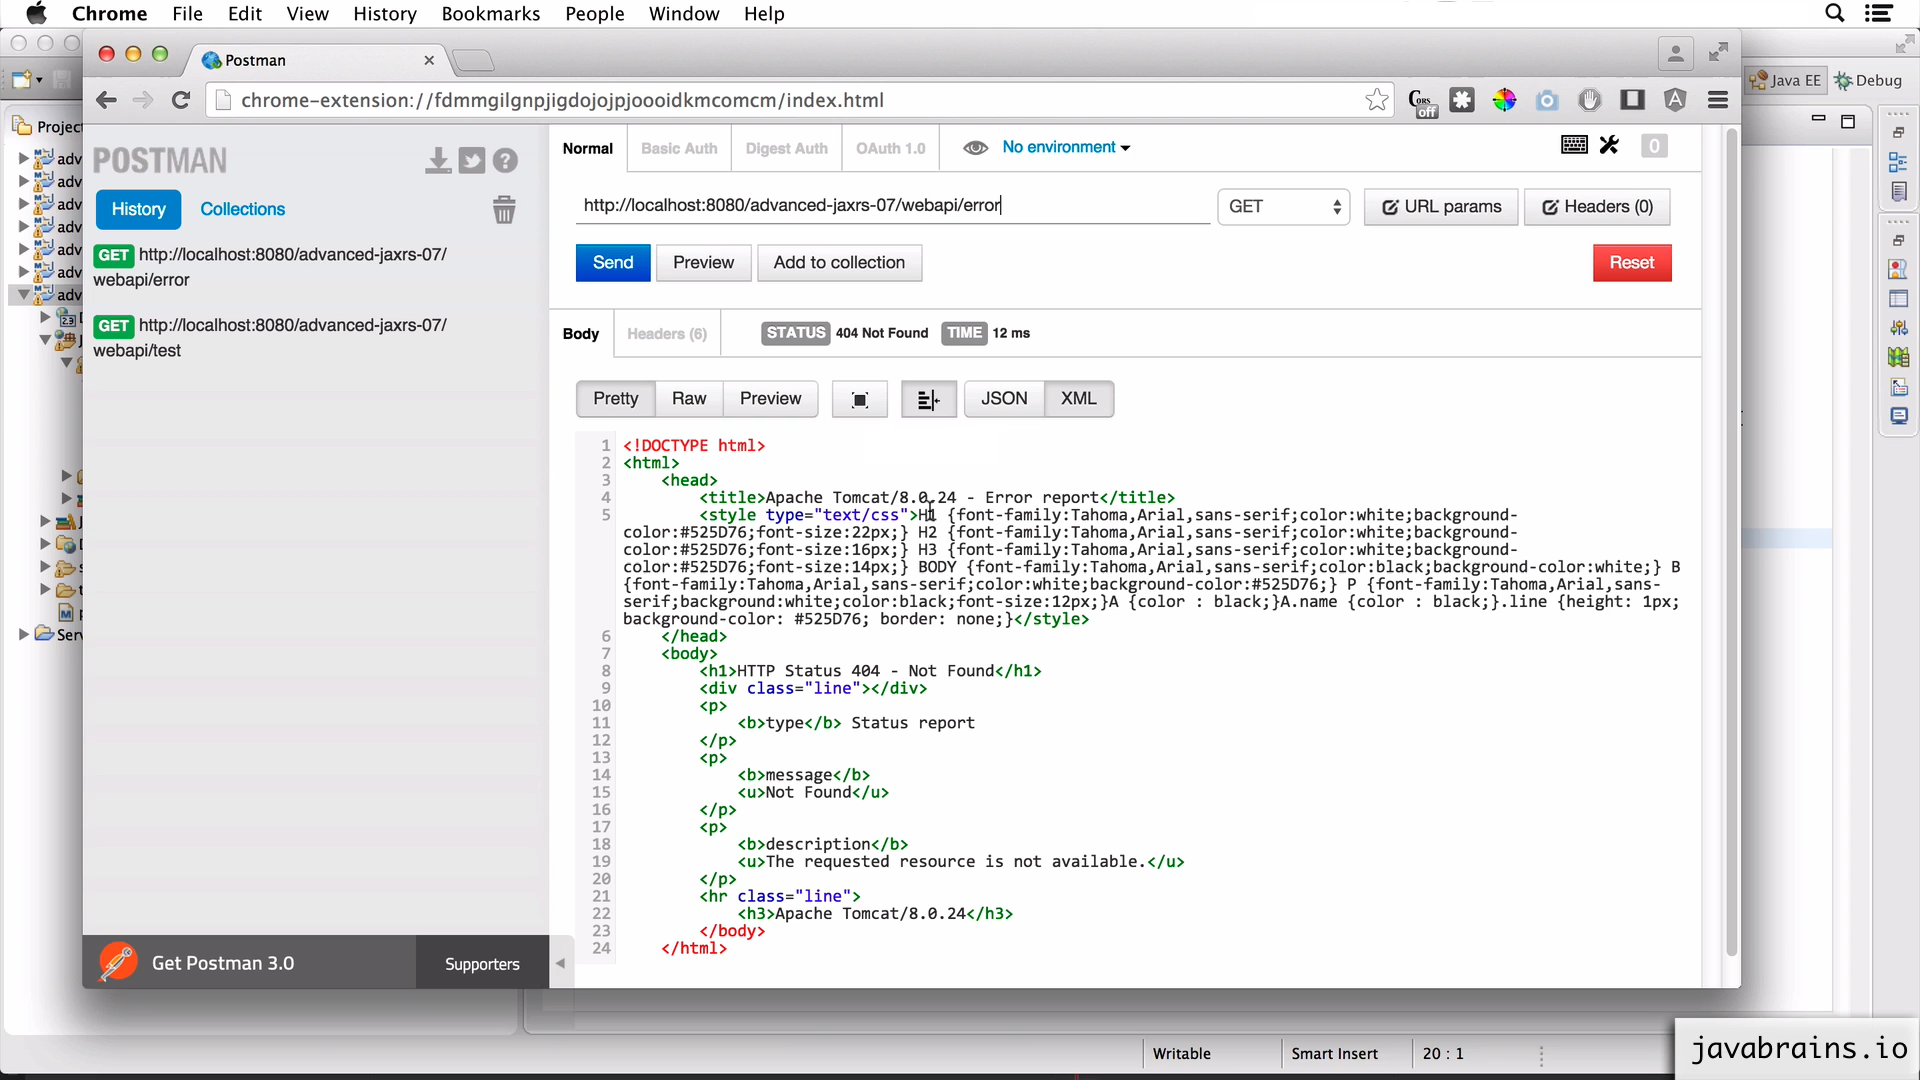 Chrome File Edit View History Bookmarks People Window Help
Postman
chrome-extension://fdmmgilgnpjigdojojpjoooidkmcomcm/index.html
CORS off
Java EE Debug
Project
adv
adv
adv
adv
adv
adv
adv
Serv
POSTMAN
History Collections
GET http://localhost:8080/advanced-jaxrs-07/
webapi/error
GET http://localhost:8080/advanced-jaxrs-07/
webapi/test
Get Postman 3.0 Supporters
Normal Basic Auth Digest Auth OAuth 1.0 No environment 0
http://localhost:8080/advanced-jaxrs-07/webapi/error GET URL params Headers (0)
Send Preview Add to collection Reset
Body Headers (6) STATUS 404 Not Found TIME 12 ms
Pretty Raw Preview JSON XML
1 <!DOCTYPE html>
2 <html>
3 <head>
4 <title>Apache Tomcat/8.0.24 - Error report</title>
5 <style type="text/css">H1 {font-family:Tahoma,Arial,sans-serif;color:white;background-
color:#525D76;font-size:22px;} H2 {font-family:Tahoma,Arial,sans-serif;color:white;background-
color:#525D76;font-size:16px;} H3 {font-family:Tahoma,Arial,sans-serif;color:white;background-
color:#525D76;font-size:14px;} BODY {font-family:Tahoma,Arial,sans-serif;color:black;background-color:white;} B
{font-family:Tahoma,Arial,sans-serif;color:white;background-color:#525D76;} P {font-family:Tahoma,Arial,sans-
serif;background:white;color:black;font-size:12px;}A {color : black;}A.name {color : black;}.line {height: 1px;
background-color: #525D76; border: none;}</style>
6 </head>
7 <body>
8 <h1>HTTP Status 404 - Not Found</h1>
9 <div class="line"></div>
10 <p>
11 <b>type</b> Status report
12 </p>
13 <p>
14 <b>message</b>
15 <u>Not Found</u>
16 </p>
17 <p>
18 <b>description</b>
19 <u>The requested resource is not available.</u>
20 </p>
21 <hr class="line">
22 <h3>Apache Tomcat/8.0.24</h3>
23 </body>
24 </html>
Writable Smart Insert 20 : 1
javabrains.io